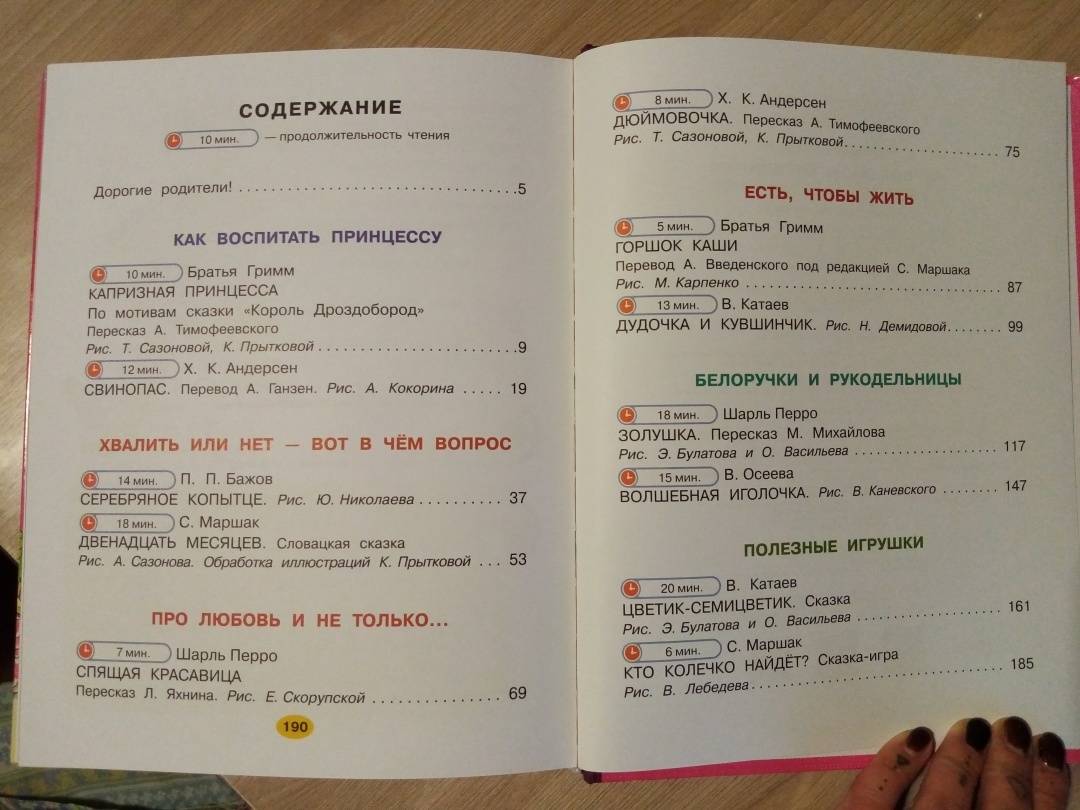 СОДЕРЖАНИЕ
10 мин. — продолжительность чтения
Дорогие родители! . . . . . . . . . . . . . . . . . . . . . . . . . . . . . . . . 5
КАК ВОСПИТАТЬ ПРИНЦЕССУ
10 мин. Братья Гримм
КАПРИЗНАЯ ПРИНЦЕССА
По мотивам сказки «Король Дроздобород»
Пересказ А. Тимофеевского
Рис. Т. Сазоновой, К. Прытковой . . . . . . . . . . . . . . . . . . . . . . 9
12 мин. Х. К. Андерсен
СВИНОПАС. Перевод А. Ганзен. Рис. А. Кокорина . . . . . . 19
ХВАЛИТЬ ИЛИ НЕТ — ВОТ В ЧЁМ ВОПРОС
14 мин. П. П. Бажов
СЕРЕБРЯНОЕ КОПЫТЦЕ. Рис. Ю. Николаева . . . . . . . . . . 37
18 мин. С. Маршак
ДВЕНАДЦАТЬ МЕСЯЦЕВ. Словацкая сказка
Рис. А. Сазонова. Обработка иллюстраций К. Прытковой . . . 53
ПРО ЛЮБОВЬ И НЕ ТОЛЬКО...
7 мин. Шарль Перро
СПЯЩАЯ КРАСАВИЦА
Пересказ Л. Яхнина. Рис. Е. Скорупской . . . . . . . . . . . . . . . 69
190
8 мин. Х. К. Андерсен
ДЮЙМОВОЧКА. Пересказ А. Тимофеевского
Рис. Т. Сазоновой, К. Прытковой . . . . . . . . . . . . . . . . . . 75
ЕСТЬ, ЧТОБЫ ЖИТЬ
5 мин. Братья Гримм
ГОРШОК КАШИ
Перевод А. Введенского под редакцией С. Маршака
Рис. М. Карпенко . . . . . . . . . . . . . . . . . . . . . . . . . . . . . . 87
13 мин. В. Катаев
ДУДОЧКА И КУВШИНЧИК. Рис. Н. Демидовой . . . . . . . . 99
БЕЛОРУЧКИ И РУКОДЕЛЬНИЦЫ
18 мин. Шарль Перро
ЗОЛУШКА. Пересказ М. Михайлова
Рис. Э. Булатова и О. Васильева . . . . . . . . . . . . . . . . . . 117
15 мин. В. Осеева
ВОЛШЕБНАЯ ИГОЛОЧКА. Рис. В. Каневского . . . . . . . . 147
ПОЛЕЗНЫЕ ИГРУШКИ
20 мин. В. Катаев
ЦВЕТИК-СЕМИЦВЕТИК. Сказка
Рис. Э. Булатова и О. Васильева . . . . . . . . . . . . . . . . . . 161
6 мин. С. Маршак
КТО КОЛЕЧКО НАЙДЁТ? Сказка-игра
Рис. В. Лебедева . . . . . . . . . . . . . . . . . . . . . . . . . . . . . . 185